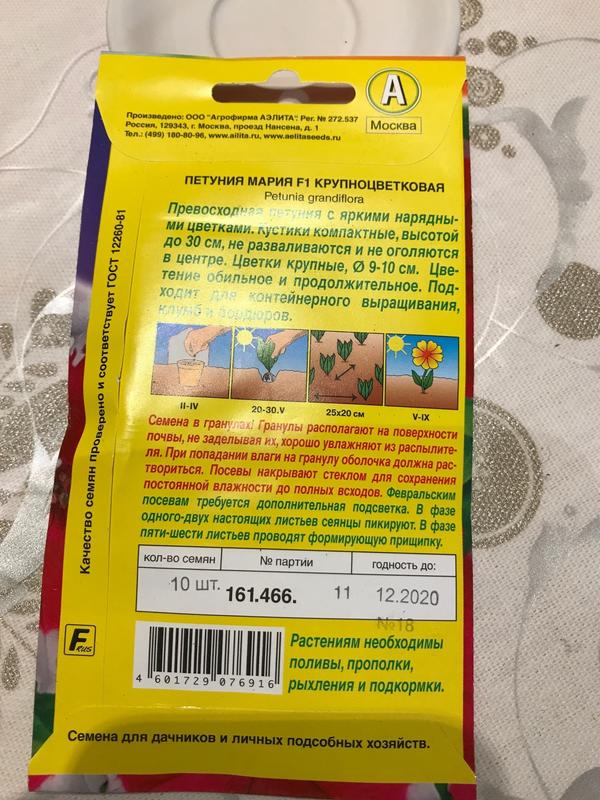 Произведено: ООО "Агрофирма АЭЛИТА". Рег. № 272.537
Россия, 129343, г. Москва, проезд Нансена, д. 1
Тел.: (499) 180-80-96, www.ailita.ru, www.aelitaseeds.ru
А
Москва
ПЕТУНИЯ МАРИЯ F1 КРУПНОЦВЕТКОВАЯ
Petunia grandiflora
Превосходная петуния с яркими нарядны-
ми цветками. Кустики компактные, высотой
до 30 см, не разваливаются и не оголяются
в центре. Цветки крупные, Ø 9-10 см. Цве-
тение обильное и продолжительное. Под-
ходит для контейнерного выращивания,
клумб и бордюров.
II-IV
20-30.V
25х20 см
V-IX
Семена в гранулах! Гранулы располагают на поверхности
почвы, не заделывая их, хорошо увлажняют из распылите-
ля. При попадании влаги на гранулу оболочка должна рас-
твориться. Посевы накрывают стеклом для сохранения
постоянной влажности до полных всходов. Февральским
посевам требуется дополнительная подсветка. В фазе
одного-двух настоящих листьев сеянцы пикируют. В фазе
пяти-шести листьев проводят формирующую прищипку.
кол-во семян
№ партии
годность до:
10 шт.
161.466.
11
12.2020
№18
F RUS
4 601729 076916
Растениям необходимы
поливы, прополки,
рыхления и подкормки.
Семена для дачников и личных подсобных хозяйств.
Качество семян проверено и соответствует ГОСТ 12260-81